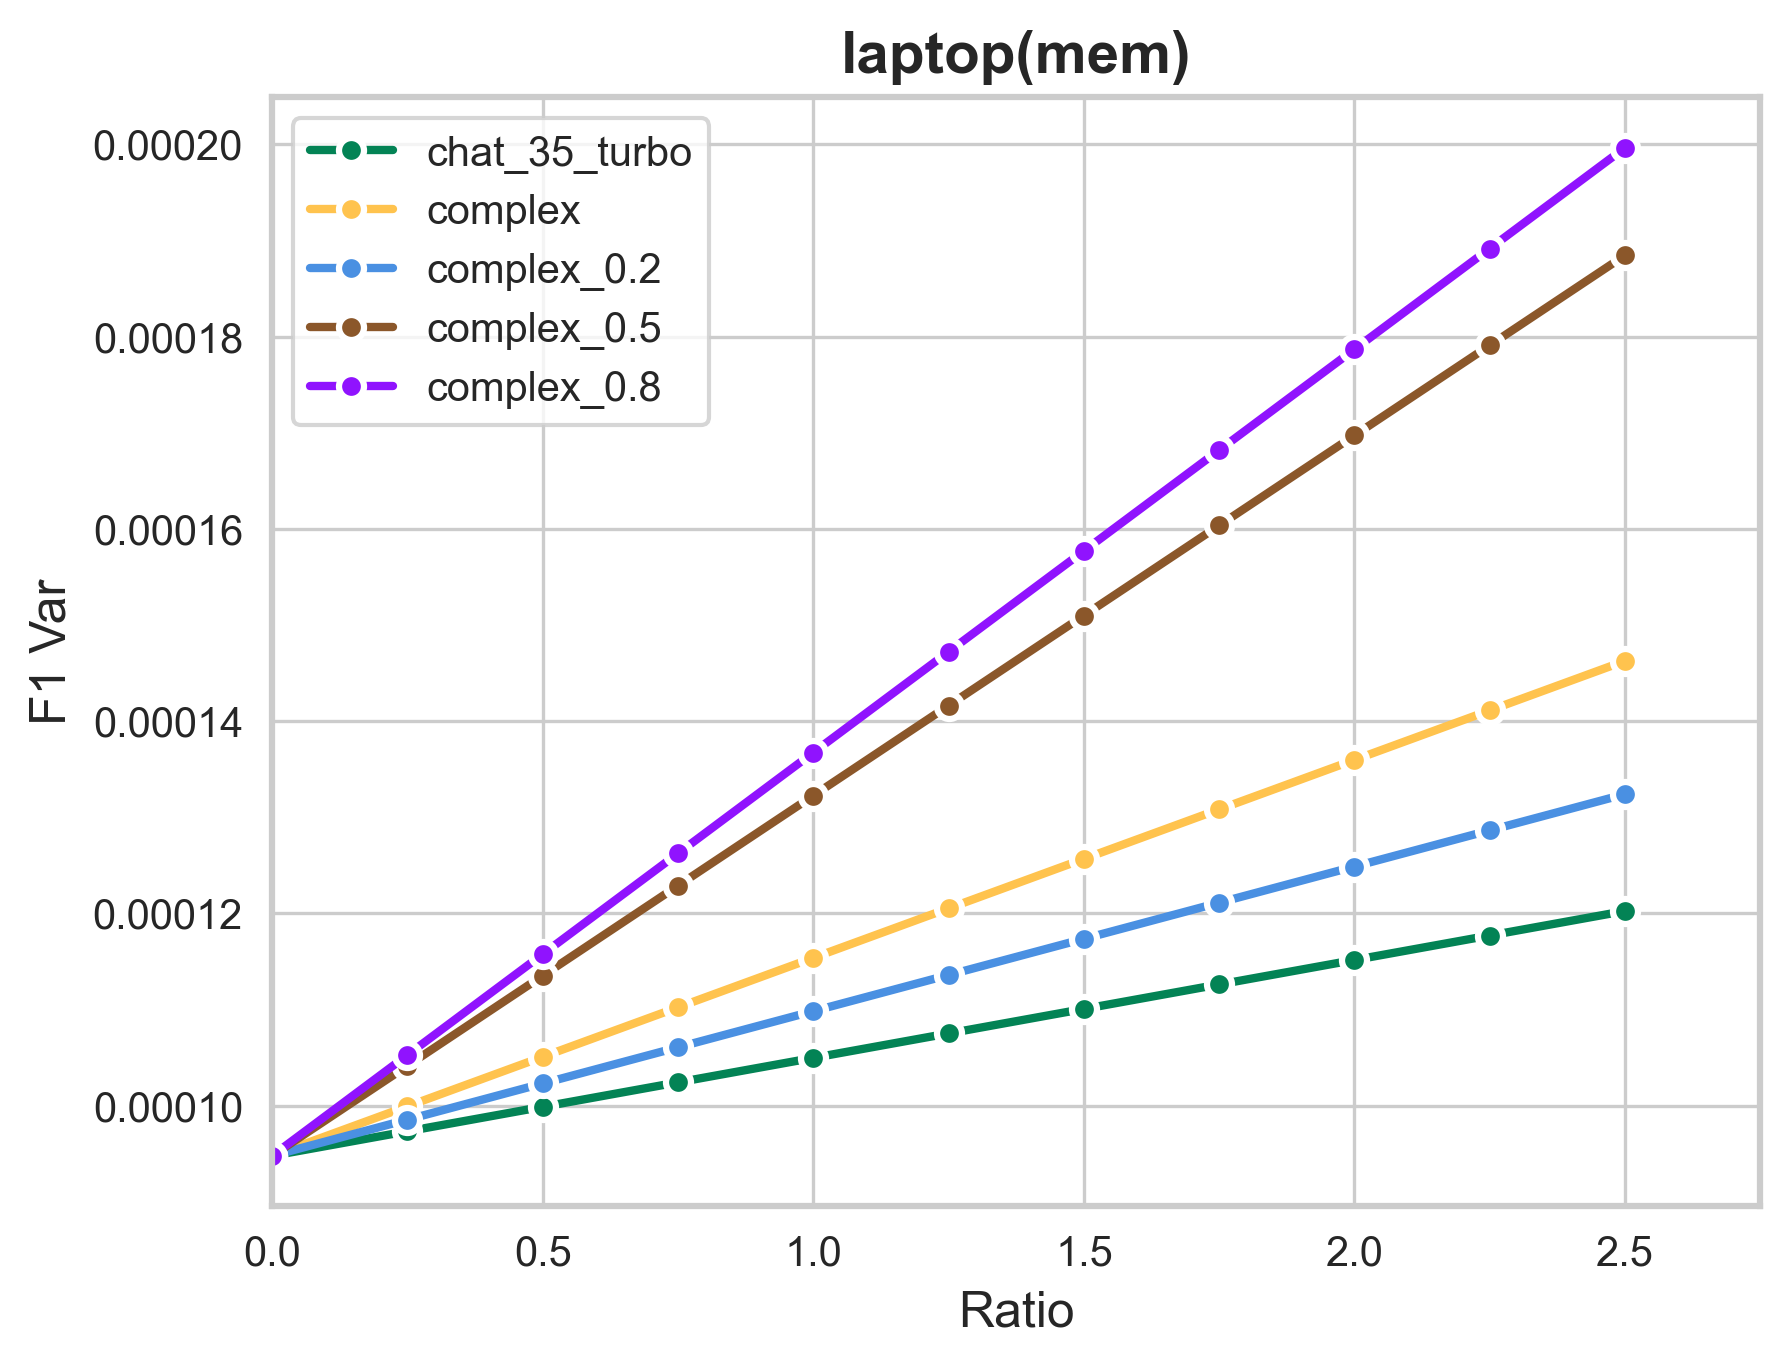 laptop(mem)
chat_35_turbo
complex
complex_0.2
complex_0.5
complex_0.8
0.00020
0.00018
0.00016
0.00014
0.00012
0.00010
F1 Var
0.0 0.5 1.0 1.5 2.0 2.5
Ratio